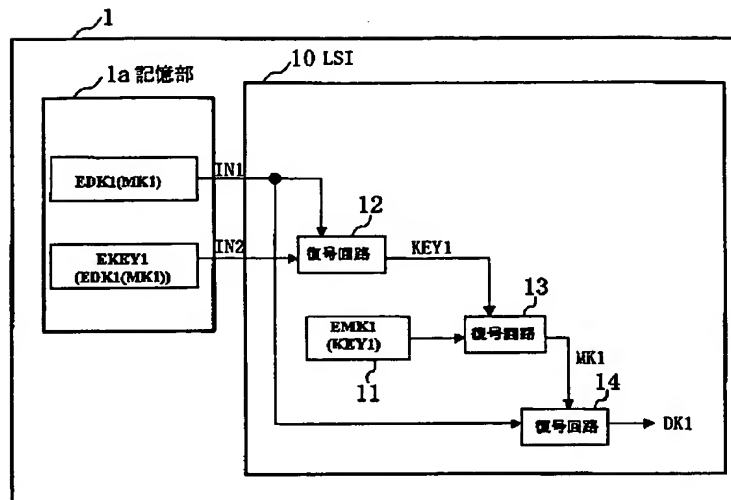 1
10 LSI
1a 記憶部
EDK1(MK1)
IN1
12
EKEY1
(EDK1(MK1))
IN2
復号回路
KEY1
13
EMK1
(KEY1)
復号回路
11
MK1
14
復号回路
DK1